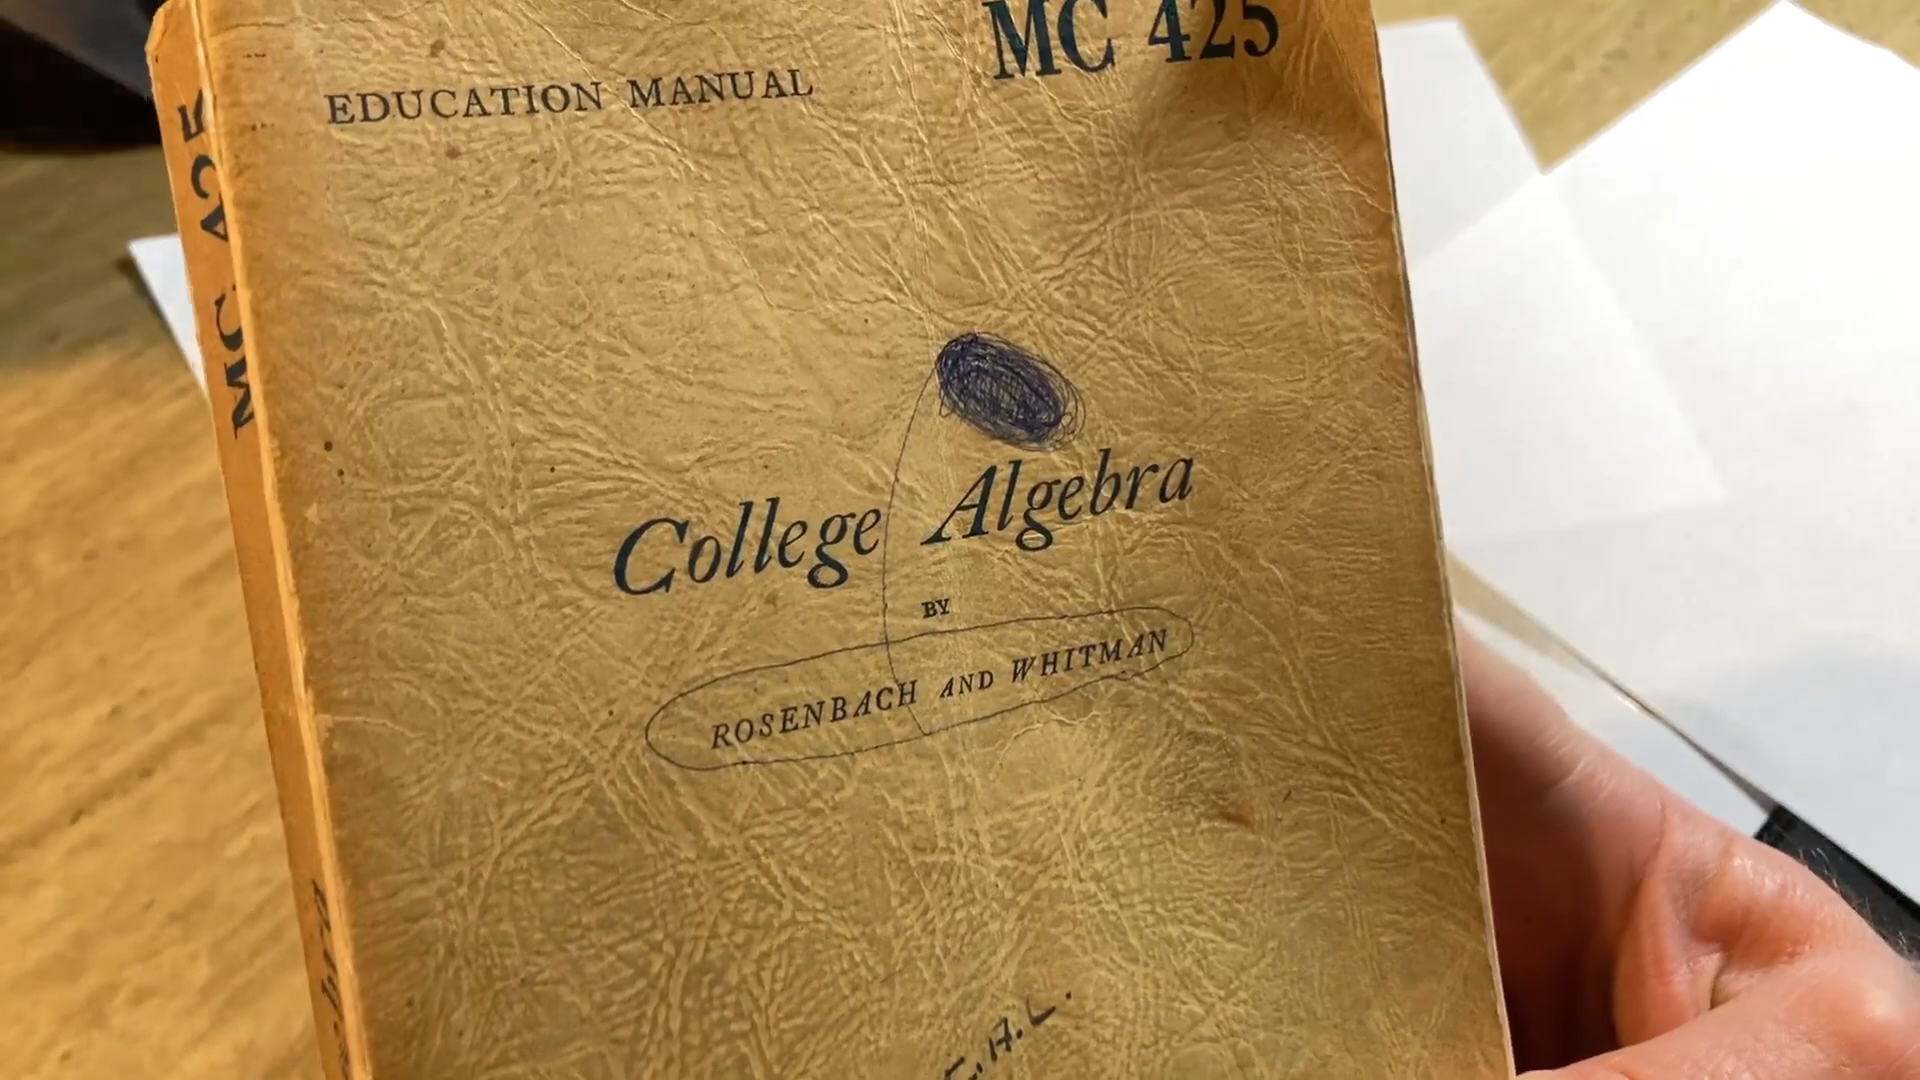 EDUCATION MANUAL
MC 425
MC 425
College Algebra
BY
ROSENBACH AND WHITMAN